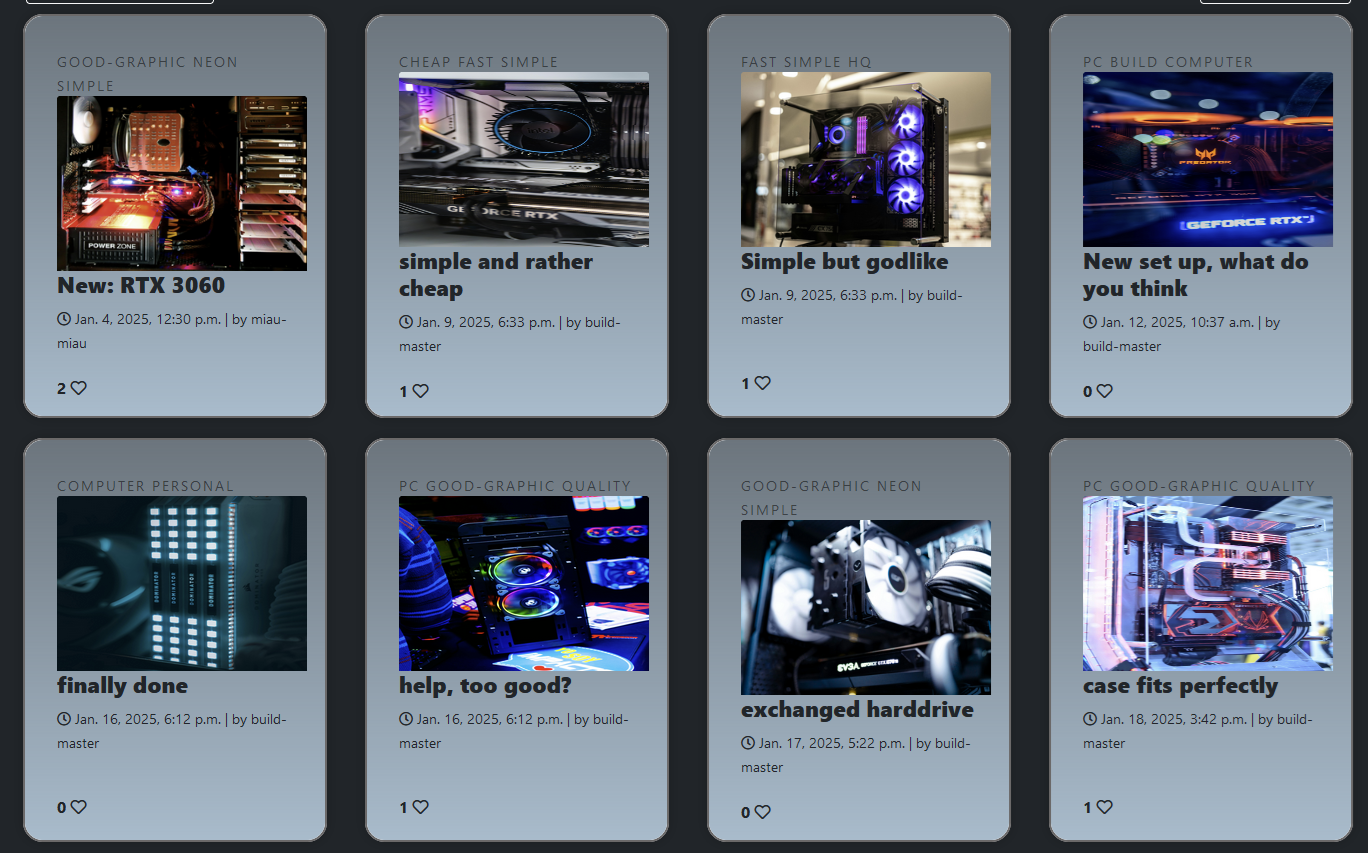 GOOD-GRAPHIC NEON
SIMPLE
POWER ZONE
New: RTX 3060
Jan. 4, 2025, 12:30 p.m. | by miau-
miau
2
CHEAP FAST SIMPLE
GEFORCE RTX
simple and rather
cheap
Jan. 9, 2025, 6:33 p.m. | by build-
master
1
FAST SIMPLE HQ
Simple but godlike
Jan. 9, 2025, 6:33 p.m. | by build-
master
1
PC BUILD COMPUTER
PREDATOR
GEFORCE RTX
New set up, what do
you think
Jan. 12, 2025, 10:37 a.m. | by
build-master
0
COMPUTER PERSONAL
DOMINATOR
DOMINATOR
DOMINATOR
DOMINATOR
finally done
Jan. 16, 2025, 6:12 p.m. | by build-
master
0
PC GOOD-GRAPHIC QUALITY
help, too good?
Jan. 16, 2025, 6:12 p.m. | by build-
master
1
GOOD-GRAPHIC NEON
SIMPLE
EVGA
exchanged harddrive
Jan. 17, 2025, 5:22 p.m. | by build-
master
0
PC GOOD-GRAPHIC QUALITY
case fits perfectly
Jan. 18, 2025, 3:42 p.m. | by build-
master
1